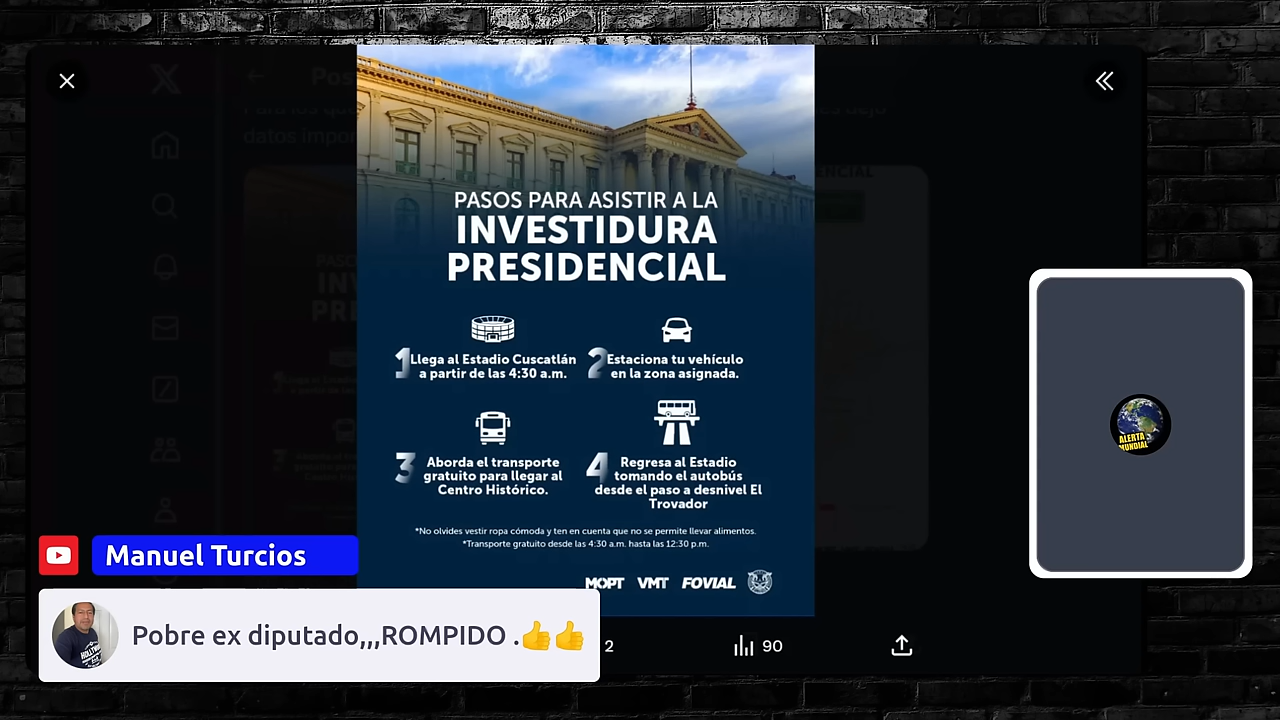 PASOS PARA ASISTIR A LA
INVESTIDURA
PRESIDENCIAL
1 Llega al Estadio Cuscatlán
a partir de las 4:30 a.m.
2 Estaciona tu vehículo
en la zona asignada.
3 Aborda el transporte
gratuito para llegar al
Centro Histórico.
4 Regresa al Estadio
tomando el autobús
desde el paso a desnivel El
Trovador
*No olvides vestir ropa cómoda y ten en cuenta que no se permite llevar alimentos.
*Transporte gratuito desde las 4:30 a.m. hasta las 12:30 p.m.
MOPT VMT FOVIAL
2 90
ALERTA
MUNDIAL
Manuel Turcios
Pobre ex diputado,,,ROMPIDO .👍👍